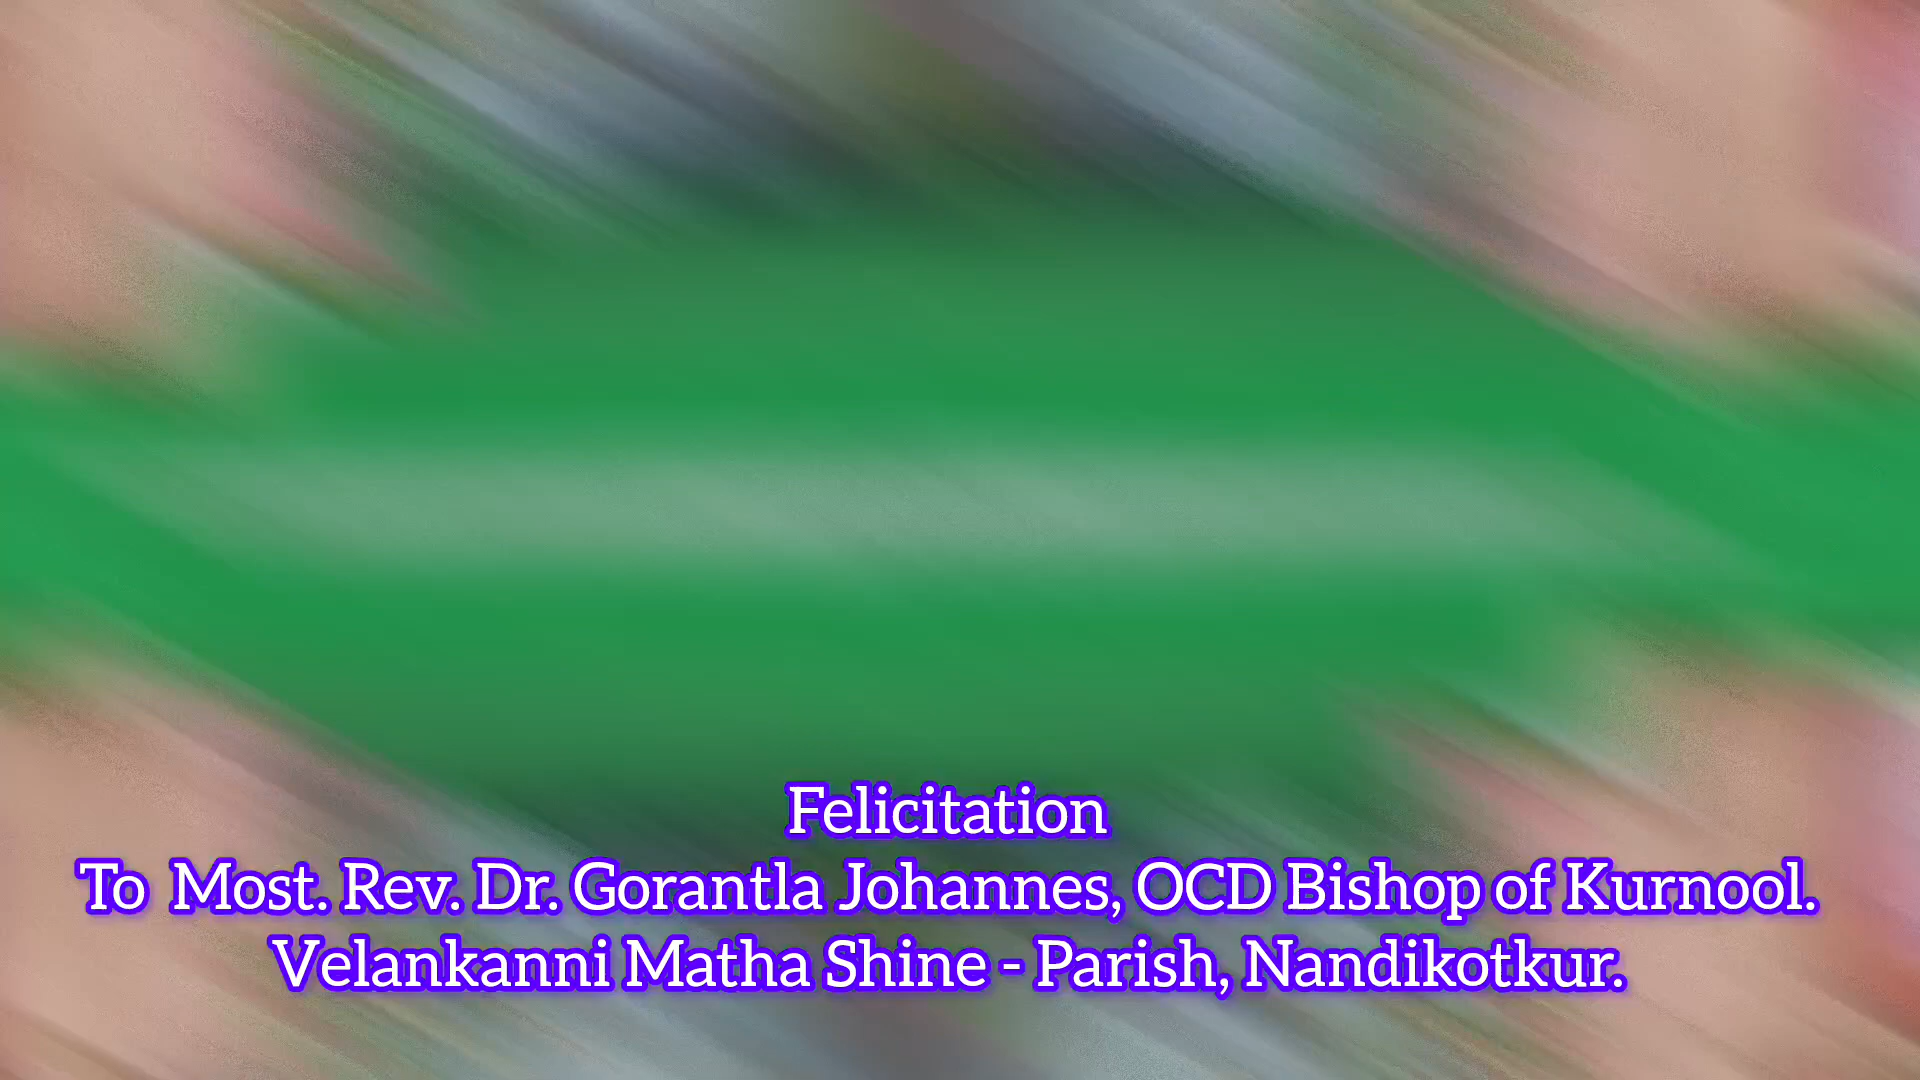 Felicitation
To  Most. Rev. Dr. Gorantla Johannes, OCD Bishop of Kurnool.
Velankanni Matha Shine - Parish, Nandikotkur.